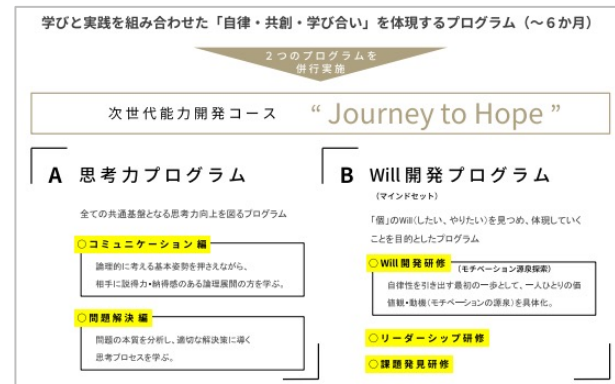 学びと実践を組み合わせた「自律・共創・学び合い」を体現するプログラム（～６か月）
２つのプログラムを
併行実施
次世代能力開発コース “ Journey to Hope ”
A 思考力プログラム
全ての共通基盤となる思考力向上を図るプログラム
○コミュニケーション編
論理的に考える基本姿勢を押さえながら、
相手に説得力・納得感のある論理展開の方を学ぶ。
○問題解決編
問題の本質を分析し、適切な解決策に導く
思考プロセスを学ぶ。
B Will開発プログラム
（マインドセット）
「個」のWill（したい、やりたい）を見つめ、体現していく
ことを目的としたプログラム
○Will開発研修 （モチベーション源泉探索）
自律性を引き出す最初の一歩として、一人ひとりの価
値観・動機（モチベーションの源泉）を具体化。
○リーダーシップ研修
○課題発見研修